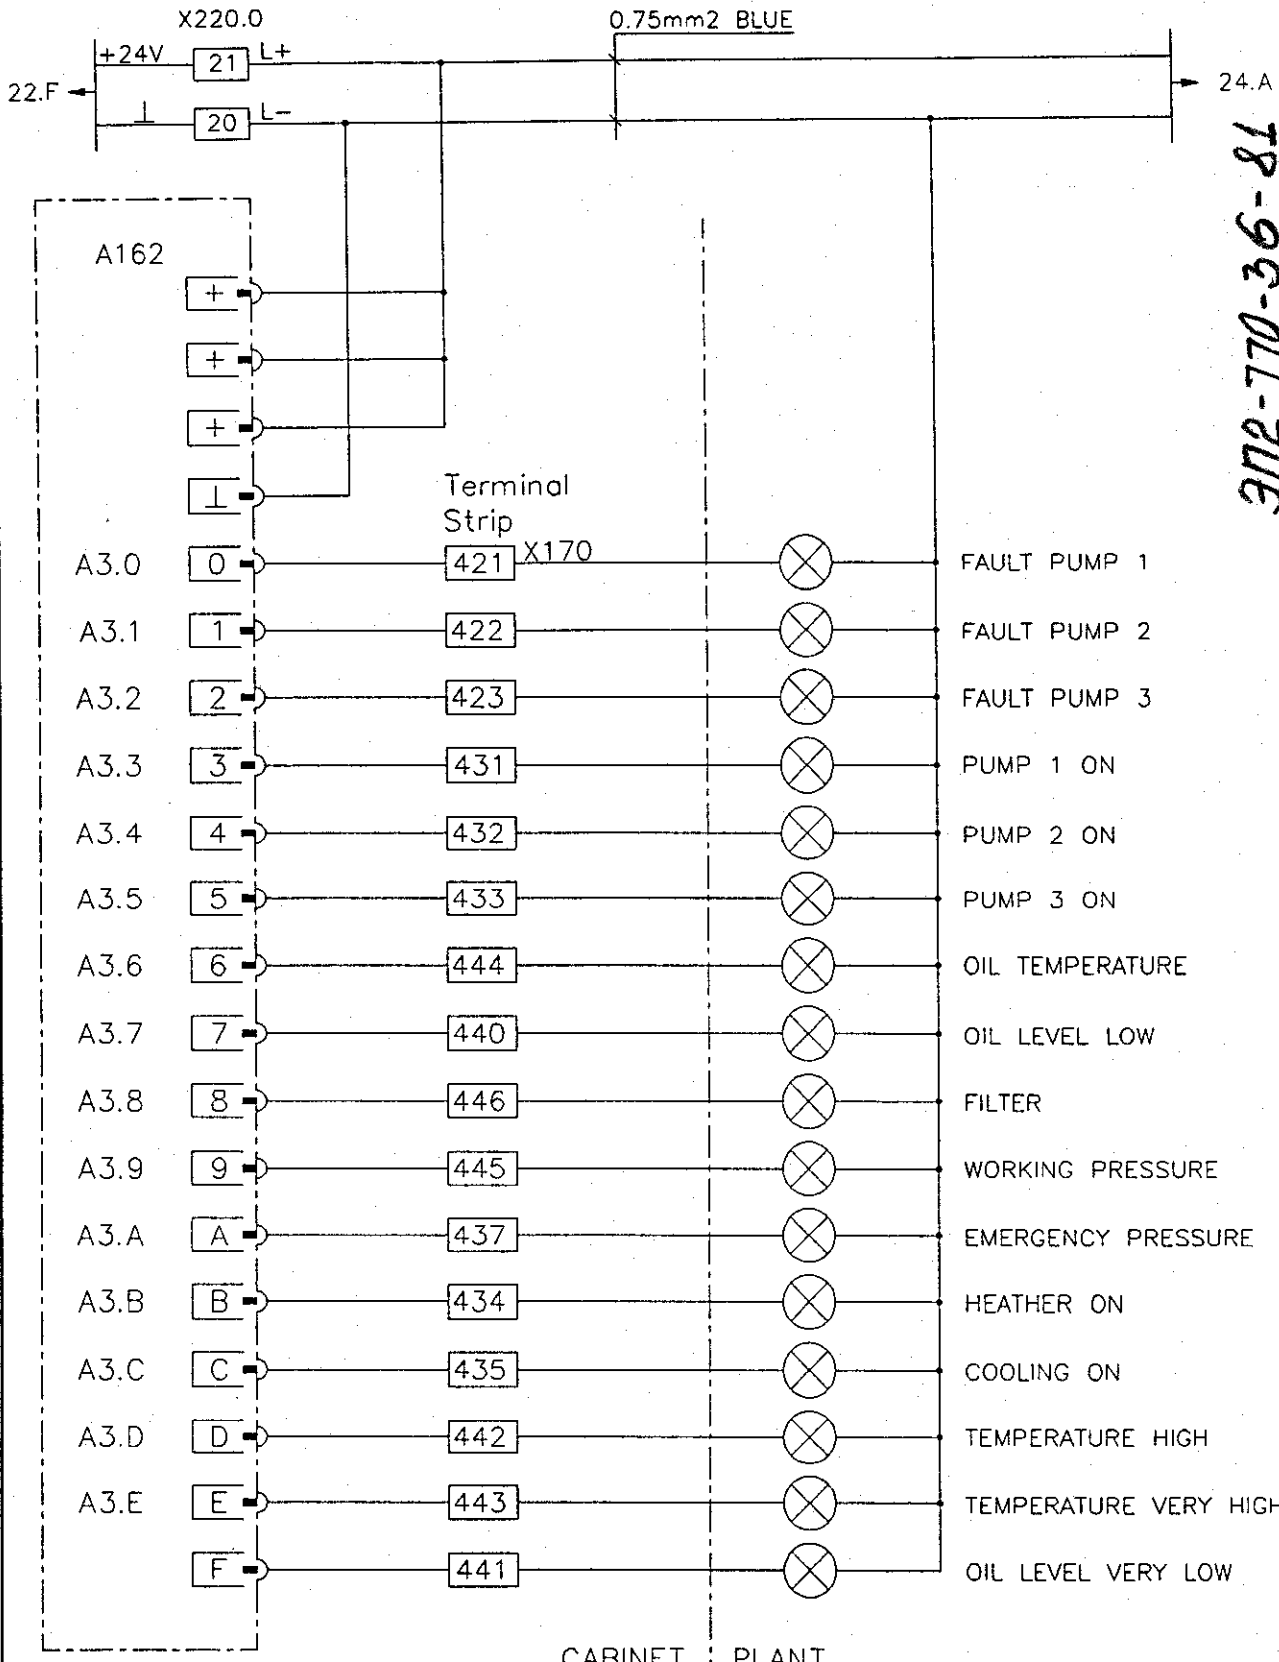 X220.0
0.75mm2 BLUE
+24V 21 L+
22.F 24.A
⊥ 20 L-
ЭП2-770-36-81
A162
+
+
+
⊥
Terminal
Strip
A3.0 0 421 X170 FAULT PUMP 1
A3.1 1 422 FAULT PUMP 2
A3.2 2 423 FAULT PUMP 3
A3.3 3 431 PUMP 1 ON
A3.4 4 432 PUMP 2 ON
A3.5 5 433 PUMP 3 ON
A3.6 6 444 OIL TEMPERATURE
A3.7 7 440 OIL LEVEL LOW
A3.8 8 446 FILTER
A3.9 9 445 WORKING PRESSURE
A3.A A 437 EMERGENCY PRESSURE
A3.B B 434 HEATHER ON
A3.C C 435 COOLING ON
A3.D D 442 TEMPERATURE HIGH
A3.E E 443 TEMPERATURE VERY HIGH
F 441 OIL LEVEL VERY LOW
CABINET PLANT